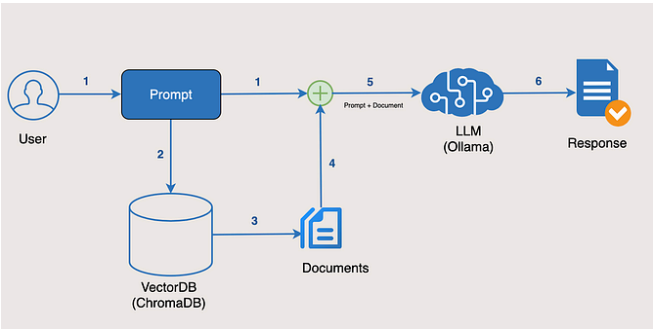 1
1
5
6
Prompt
Prompt + Document
User
LLM
(Ollama)
Response
2
4
3
VectorDB
(ChromaDB)
Documents